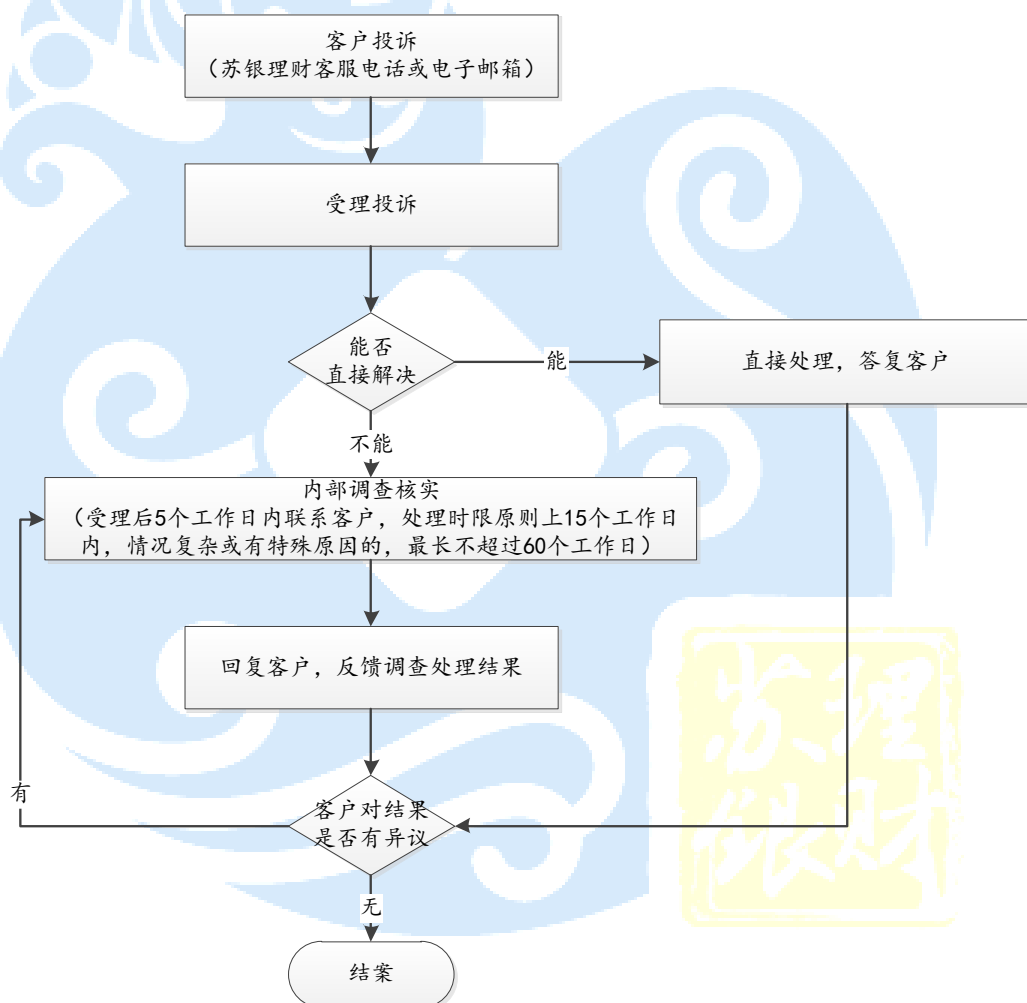 客户投诉
（苏银理财客服电话或电子邮箱）
受理投诉
能否
直接解决
能
直接处理，答复客户
不能
内部调查核实
（受理后5个工作日内联系客户，处理时限原则上15个工作日
内，情况复杂或有特殊原因的，最长不超过60个工作日）
回复客户，反馈调查处理结果
有
客户对结果
是否有异议
无
结案
苏理
银财